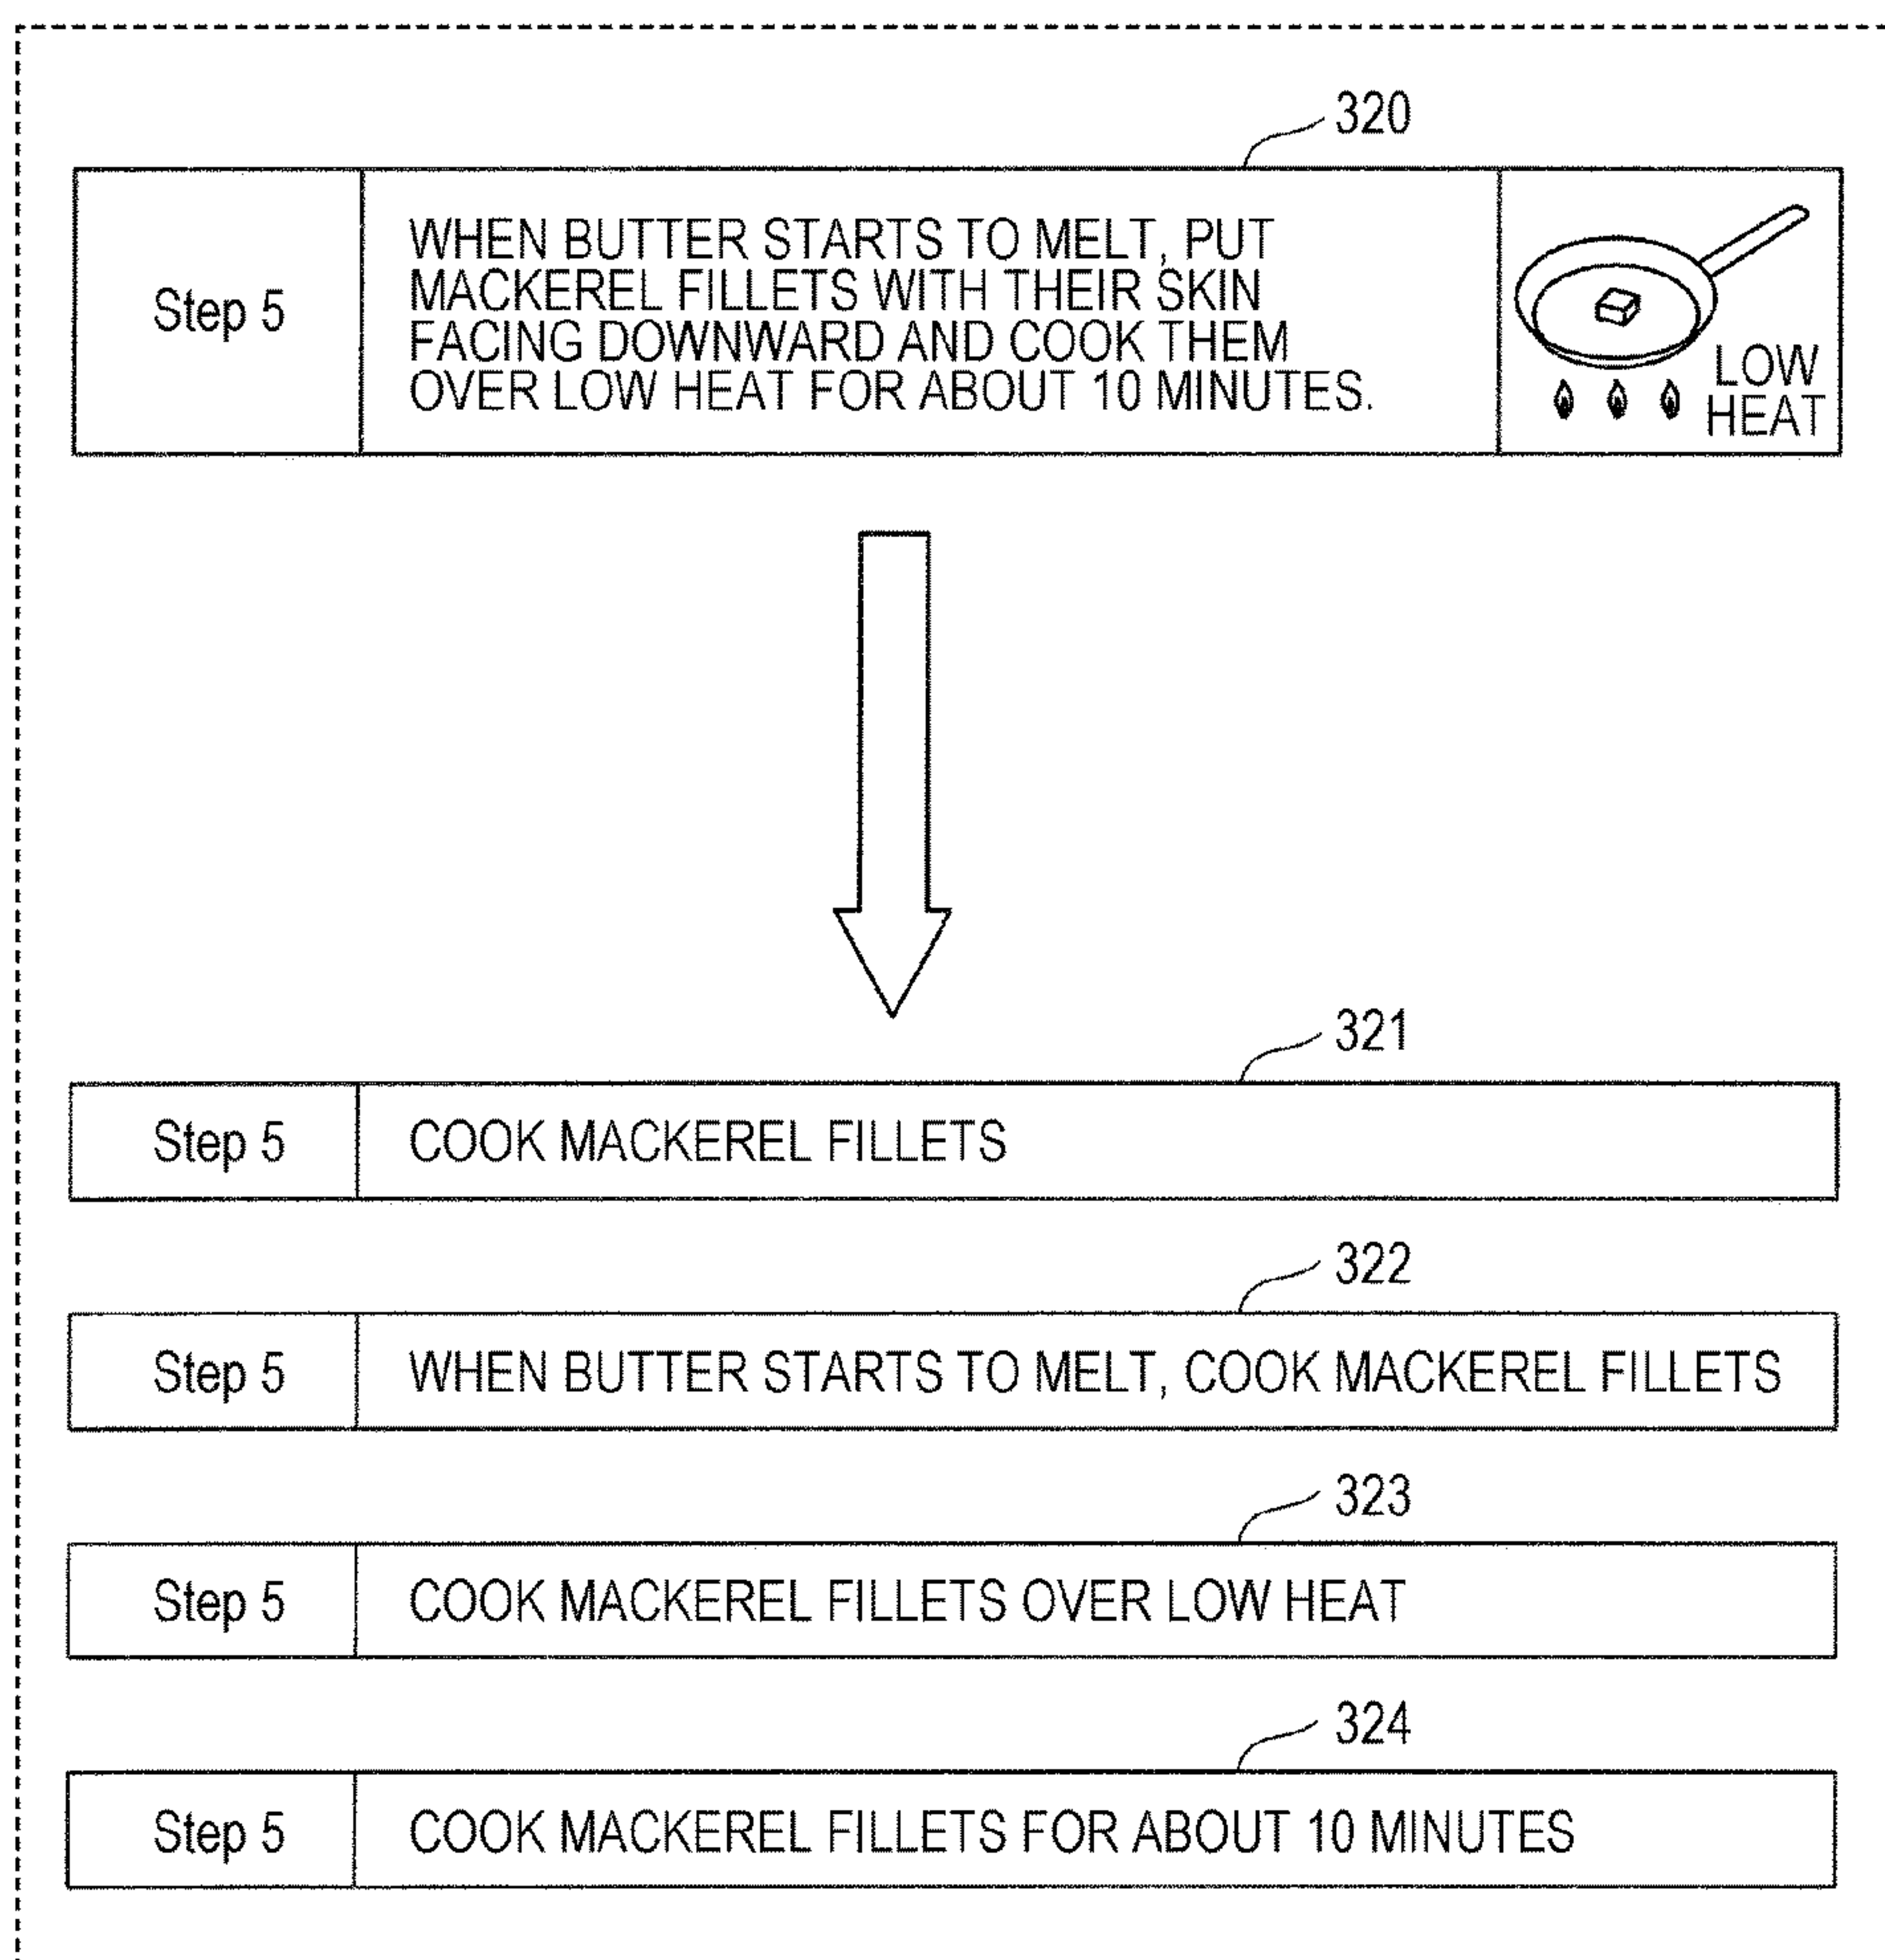 320
Step 5
WHEN BUTTER STARTS TO MELT, PUT
MACKEREL FILLETS WITH THEIR SKIN
FACING DOWNWARD AND COOK THEM
OVER LOW HEAT FOR ABOUT 10 MINUTES.
LOW
HEAT
321
Step 5 COOK MACKEREL FILLETS
322
Step 5 WHEN BUTTER STARTS TO MELT, COOK MACKEREL FILLETS
323
Step 5 COOK MACKEREL FILLETS OVER LOW HEAT
324
Step 5 COOK MACKEREL FILLETS FOR ABOUT 10 MINUTES